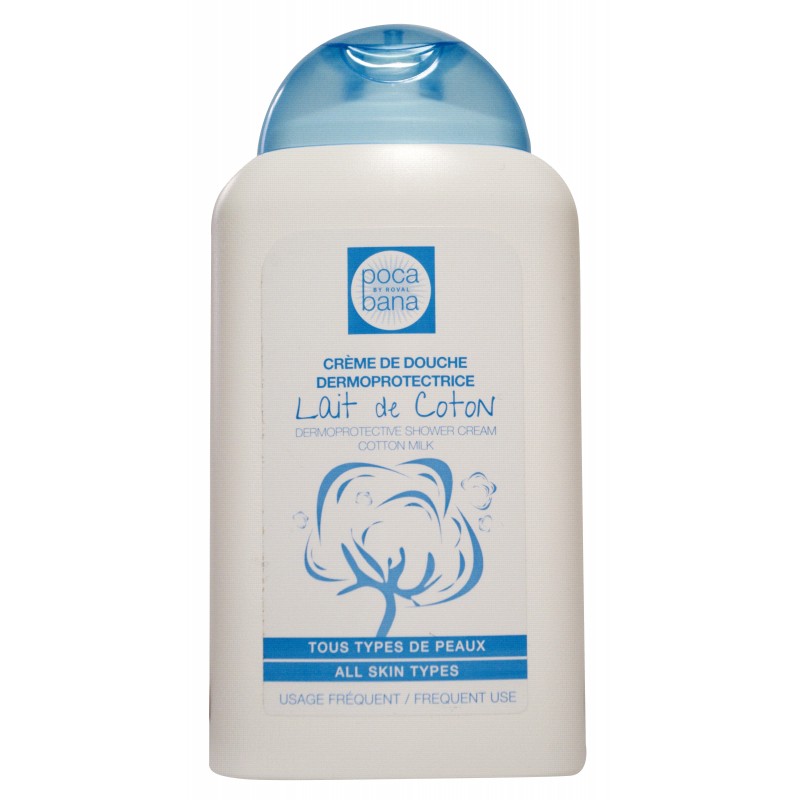 poca
BY ROVAL
bana
CRÈME DE DOUCHE
DERMOPROTECTRICE
Lait de Coton
DERMOPROTECTIVE SHOWER CREAM
COTTON MILK
TOUS TYPES DE PEAUX
ALL SKIN TYPES
USAGE FRÉQUENT / FREQUENT USE